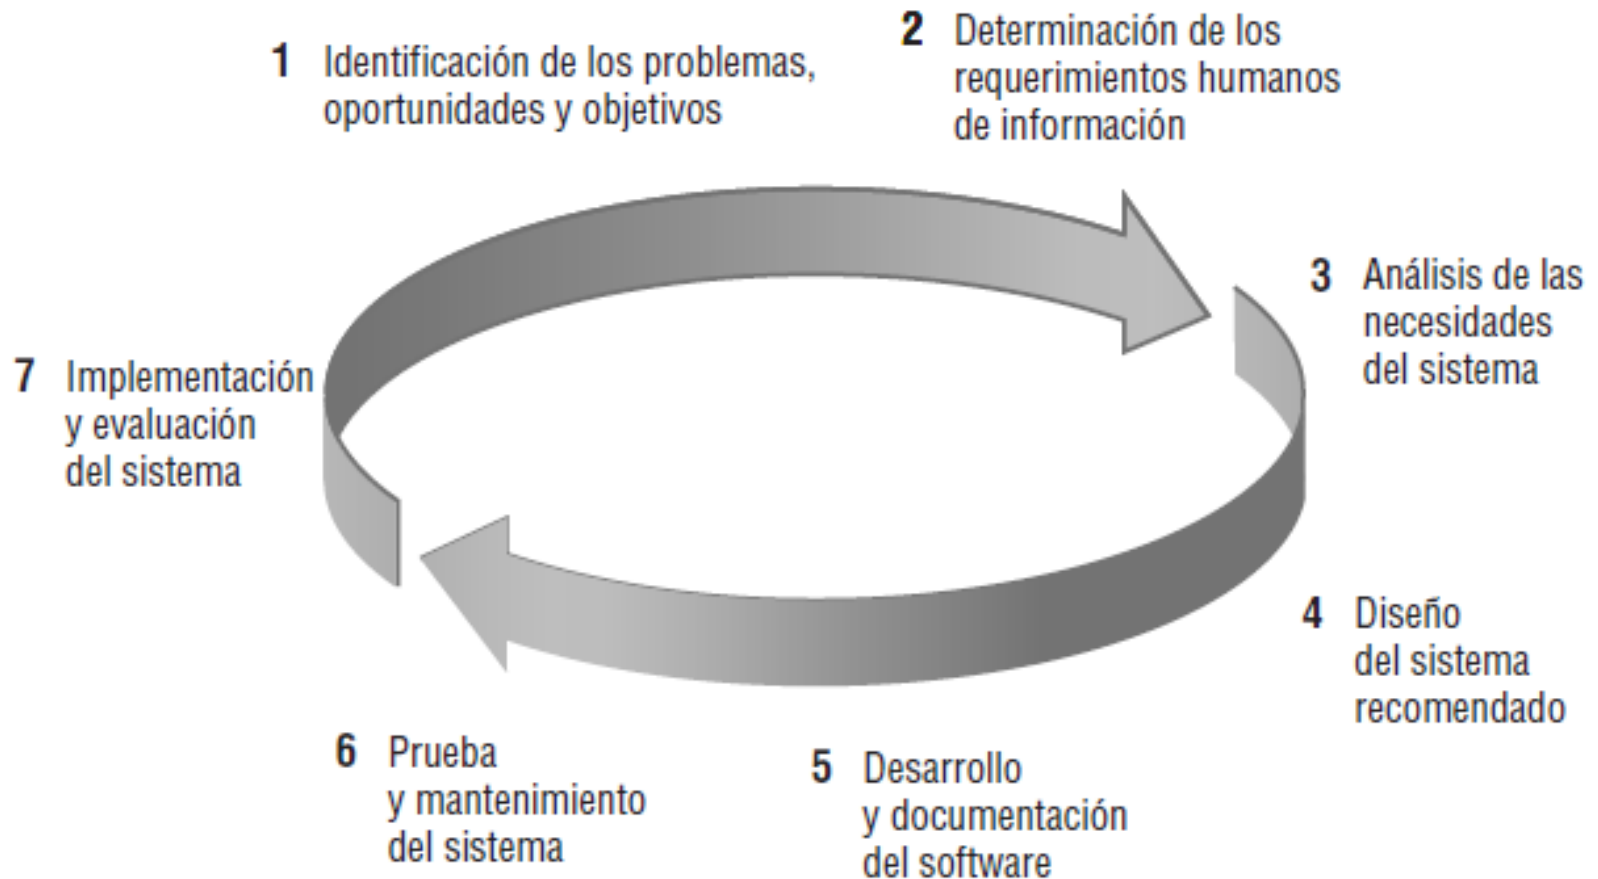 1 Identificación de los problemas,
oportunidades y objetivos
2 Determinación de los
requerimientos humanos
de información
3 Análisis de las
necesidades
del sistema
4 Diseño
del sistema
recomendado
5 Desarrollo
y documentación
del software
6 Prueba
y mantenimiento
del sistema
7 Implementación
y evaluación
del sistema